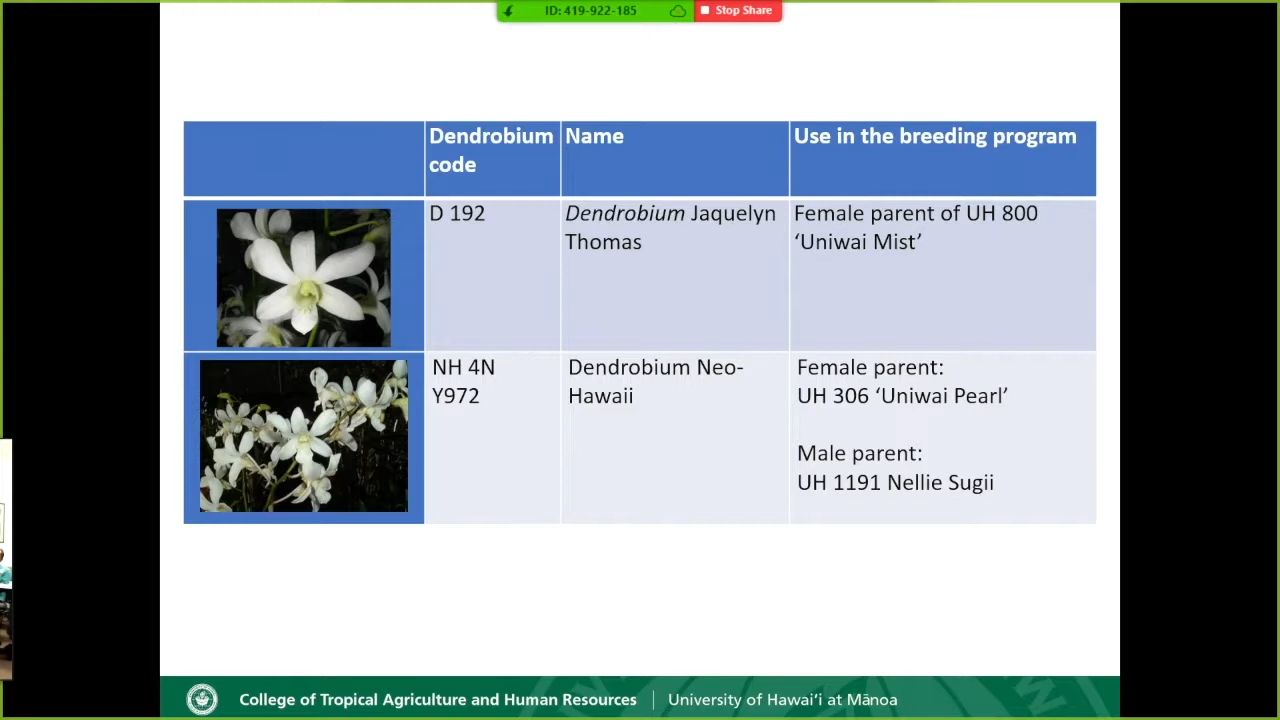 ID: 419-922-185
Stop Share
Dendrobium code
Name
Use in the breeding program
D 192
Dendrobium Jaquelyn
Thomas
Female parent of UH 800
‘Uniwai Mist’
NH 4N
Y972
Dendrobium Neo-
Hawaii
Female parent:
UH 306 ‘Uniwai Pearl’
Male parent:
UH 1191 Nellie Sugii
College of Tropical Agriculture and Human Resources
University of Hawai‘i at Mānoa